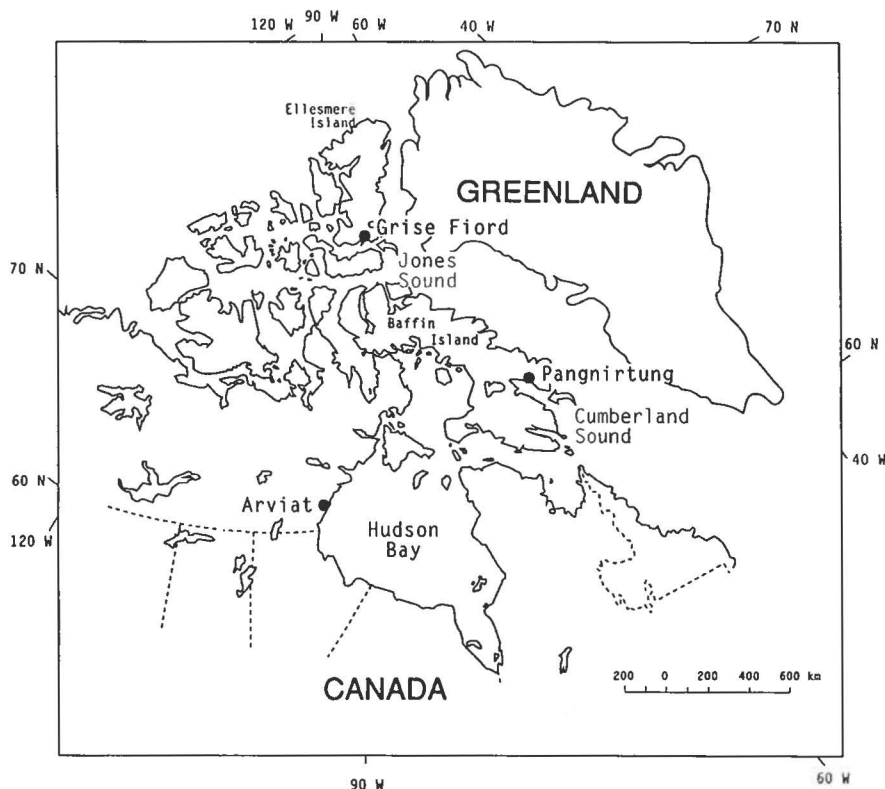 120 W
90 W
60 W
40 W
70 N
Ellesmere
Island
GREENLAND
Grise Fiord
Jones
Sound
70 N
Baffin
Island
60 N
Pangnirtung
Cumberland
Sound
40 W
60 N
Arviat
Hudson
Bay
120 W
200 0 200 400 600 km
CANADA
90 W
60 W